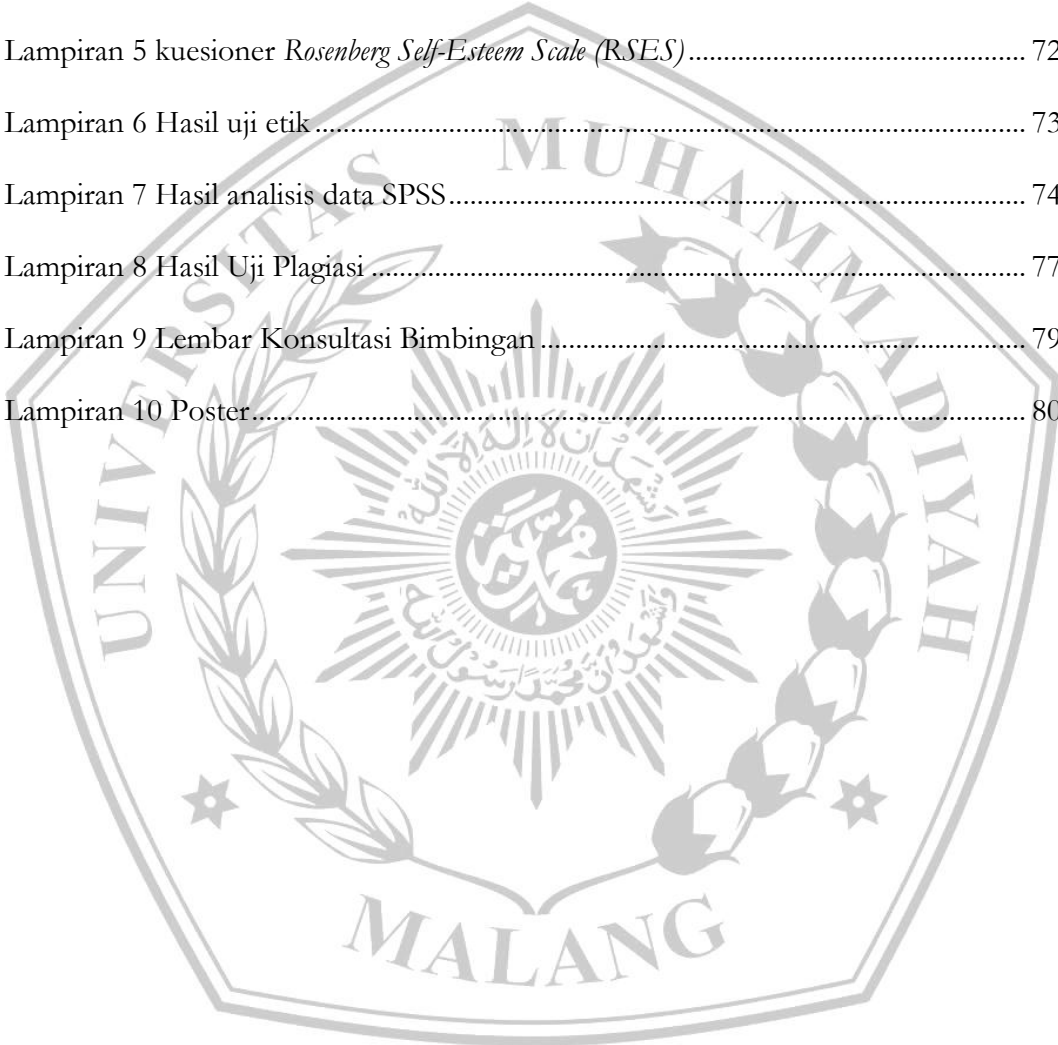 Lampiran 5 kuesioner Rosenberg Self-Esteem Scale (RSES) ........................................................ 72
Lampiran 6 Hasil uji etik ........................................................ 73
Lampiran 7 Hasil analisis data SPSS ........................................................ 74
Lampiran 8 Hasil Uji Plagiasi ........................................................ 77
Lampiran 9 Lembar Konsultasi Bimbingan ........................................................ 79
Lampiran 10 Poster ........................................................ 80
UNIVERSITAS MUHAMMADIYAH
MALANG